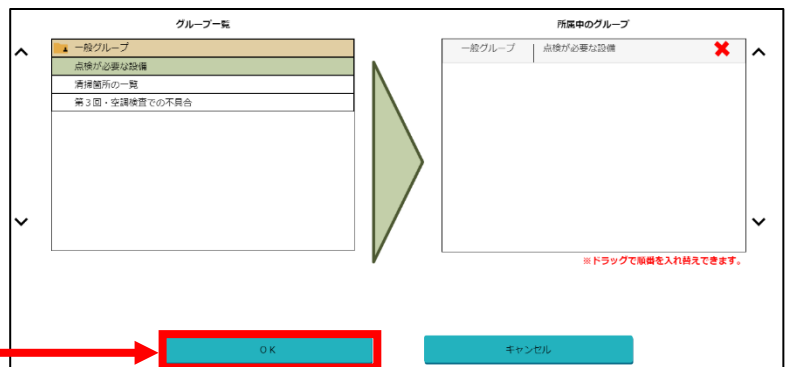 グループ一覧
所属中のグループ
一般グループ
点検が必要な設備
清掃箇所の一覧
第3回・空調検査での不具合
一般グループ 点検が必要な設備
※ドラッグで順番を入れ替えできます。
OK
キャンセル